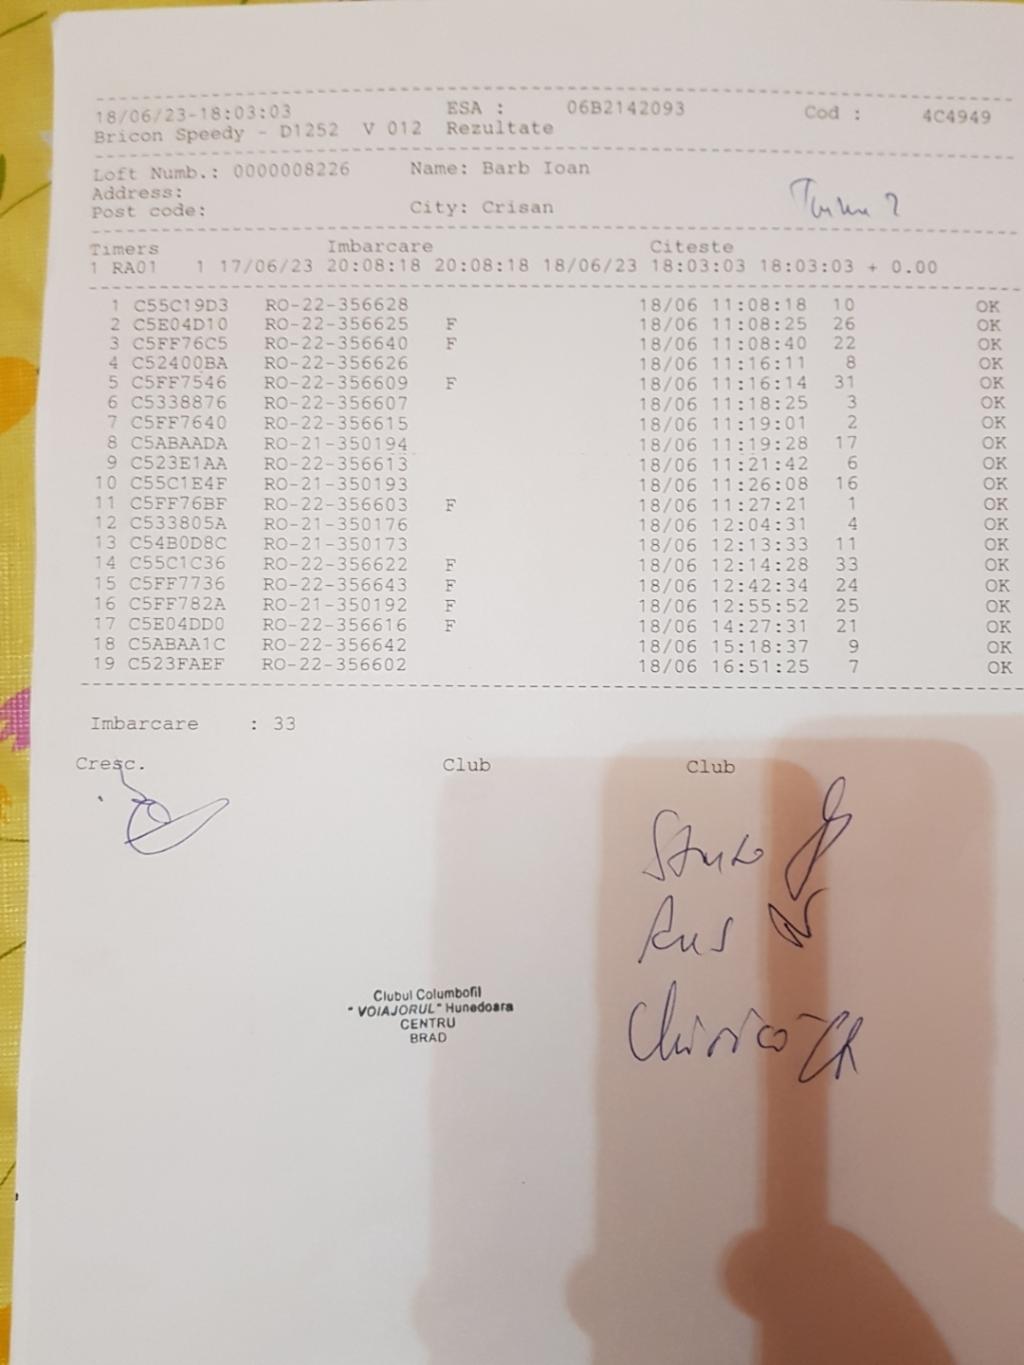 18/06/23-18:03:03 ESA : 06B2142093 Cod : 4C4949
Bricon Speedy - D1252 V 012 Rezultate
Loft Numb.: 0000008226 Name: Barb Ioan
Address:
Post code: City: Crisan
Timers Imbarcare Citeste
1 RA01 1 17/06/23 20:08:18 20:08:18 18/06/23 18:03:03 18:03:03 + 0.00
1 C55C19D3 RO-22-356628 18/06 11:08:18 10 OK
2 C5E04D10 RO-22-356625 F 18/06 11:08:25 26 OK
3 C5FF76C5 RO-22-356640 F 18/06 11:08:40 22 OK
4 C52400BA RO-22-356626 18/06 11:16:11 8 OK
5 C5FF7546 RO-22-356609 F 18/06 11:16:14 31 OK
6 C5338876 RO-22-356607 18/06 11:18:25 3 OK
7 C5FF7640 RO-22-356615 18/06 11:19:01 2 OK
8 C5ABAADA RO-21-350194 18/06 11:19:28 17 OK
9 C523E1AA RO-22-356613 18/06 11:21:42 6 OK
10 C55C1E4F RO-21-350193 18/06 11:26:08 16 OK
11 C5FF76BF RO-22-356603 F 18/06 11:27:21 1 OK
12 C533805A RO-21-350176 18/06 12:04:31 4 OK
13 C54B0D8C RO-21-350173 18/06 12:13:33 11 OK
14 C55C1C36 RO-22-356622 F 18/06 12:14:28 33 OK
15 C5FF7736 RO-22-356643 F 18/06 12:42:34 24 OK
16 C5FF782A RO-21-350192 F 18/06 12:55:52 25 OK
17 C5E04DD0 RO-22-356616 F 18/06 14:27:31 21 OK
18 C5ABAA1C RO-22-356642 18/06 15:18:37 9 OK
19 C523FAEF RO-22-356602 18/06 16:51:25 7 OK
Imbarcare : 33
Cresc. Club Club
Rus
Clubul Columbofil
"VOIAJORUL" Hunedoara
CENTRU
BRAD